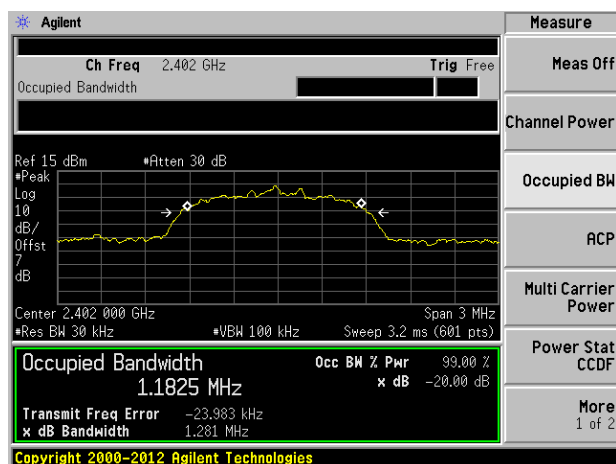 Agilent
Measure
Ch Freq 2.402 GHz Trig Free
Meas Off
Occupied Bandwidth
Channel Power
Ref 15 dBm #Atten 30 dB
#Peak
Log
10
dB/
Offst
7
dB
Occupied BW
ACP
Multi Carrier
Power
Center 2.402 000 GHz Span 3 MHz
#Res BW 30 kHz #VBW 100 kHz Sweep 3.2 ms (601 pts)
Power Stat
CCDF
Occupied Bandwidth Occ BW % Pwr 99.00 %
1.1825 MHz x dB -20.00 dB
Transmit Freq Error -23.983 kHz
x dB Bandwidth 1.281 MHz
More
1 of 2
Copyright 2000-2012 Agilent Technologies